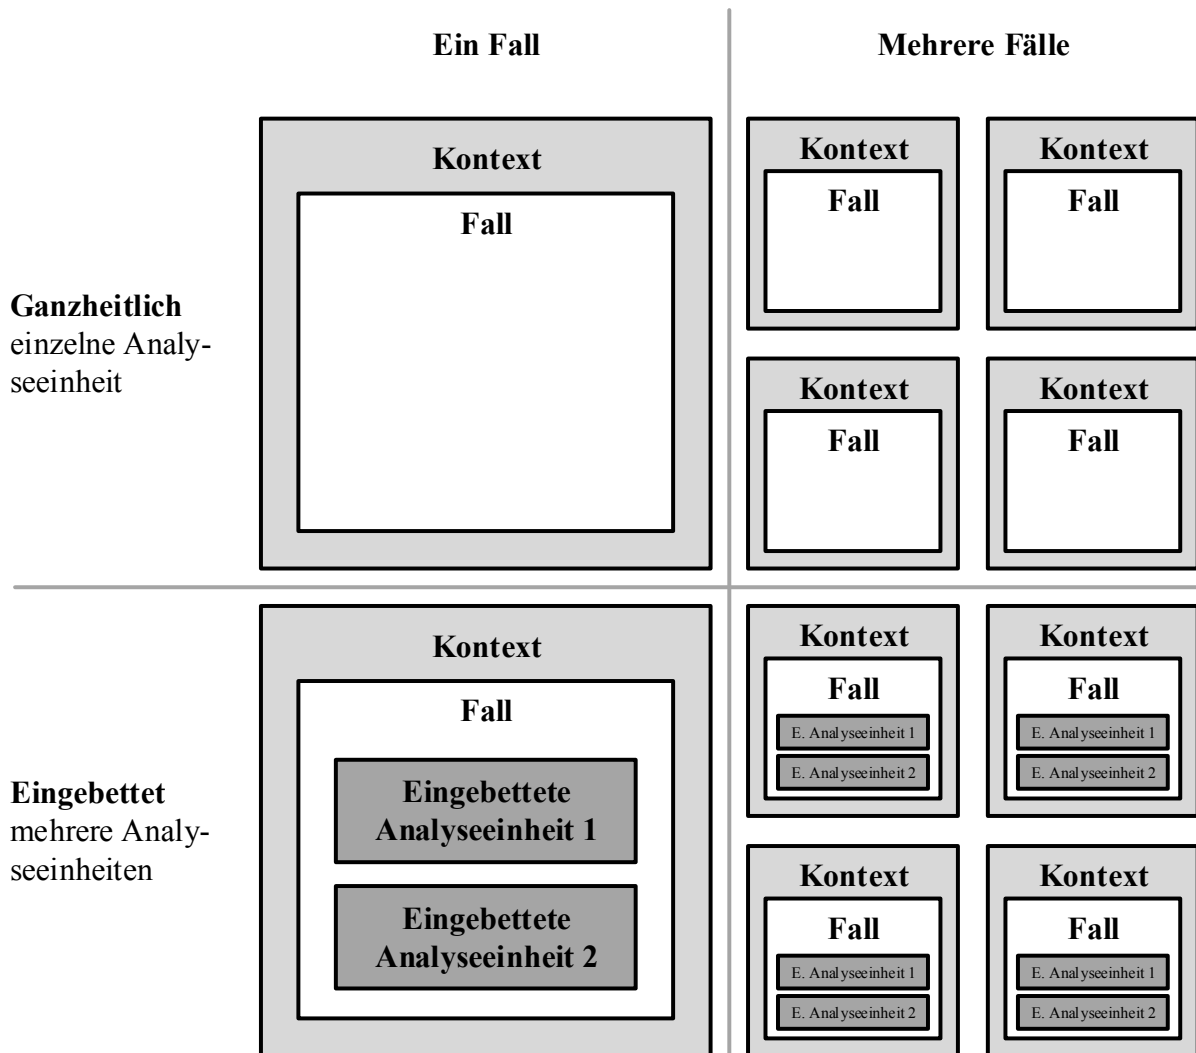 Ein Fall
Mehrere Fälle
Ganzheitlich
einzelne Analy-
seeinheit
Kontext
Fall
Kontext
Fall
Kontext
Fall
Kontext
Fall
Kontext
Fall
Eingebettet
mehrere Analy-
seeinheiten
Kontext
Fall
Eingebettete
Analyseeinheit 1
Eingebettete
Analyseeinheit 2
Kontext
Fall
E. Analyseeinheit 1
E. Analyseeinheit 2
Kontext
Fall
E. Analyseeinheit 1
E. Analyseeinheit 2
Kontext
Fall
E. Analyseeinheit 1
E. Analyseeinheit 2
Kontext
Fall
E. Analyseeinheit 1
E. Analyseeinheit 2